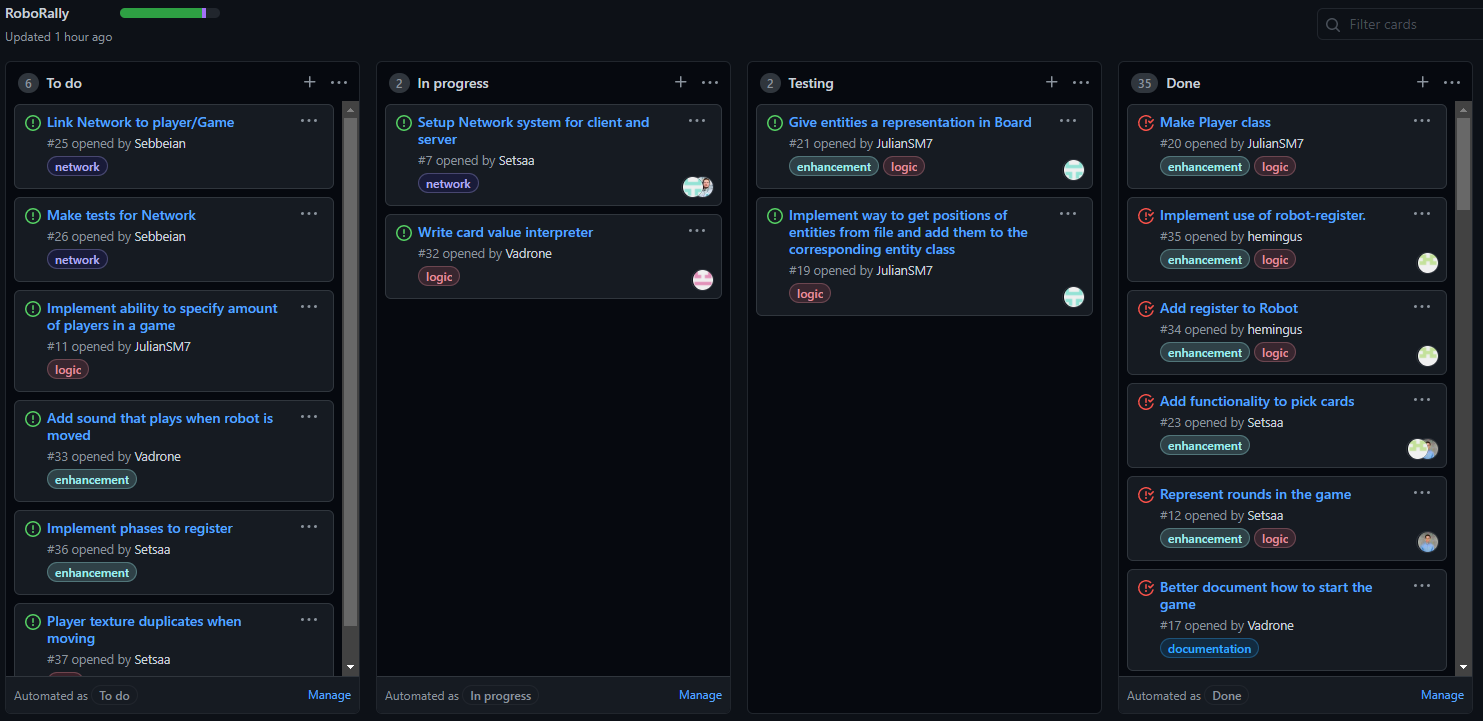 RoboRally
Updated 1 hour ago
Filter cards
6 To do
Link Network to player/Game
#25 opened by Sebbeian
network
Make tests for Network
#26 opened by Sebbeian
network
Implement ability to specify amount
of players in a game
#11 opened by JulianSM7
logic
Add sound that plays when robot is
moved
#33 opened by Vadrone
enhancement
Implement phases to register
#36 opened by Setsaa
enhancement
Player texture duplicates when
moving
#37 opened by Setsaa
Automated as To do Manage
2 In progress
Setup Network system for client and
server
#7 opened by Setsaa
network
Write card value interpreter
#32 opened by Vadrone
logic
Automated as In progress Manage
2 Testing
Give entities a representation in Board
#21 opened by JulianSM7
enhancement logic
Implement way to get positions of
entities from file and add them to the
corresponding entity class
#19 opened by JulianSM7
logic
35 Done
Make Player class
#20 opened by JulianSM7
enhancement logic
Implement use of robot-register.
#35 opened by hemingus
enhancement logic
Add register to Robot
#34 opened by hemingus
enhancement logic
Add functionality to pick cards
#23 opened by Setsaa
enhancement
Represent rounds in the game
#12 opened by Setsaa
enhancement logic
Better document how to start the
game
#17 opened by Vadrone
documentation
Automated as Done Manage